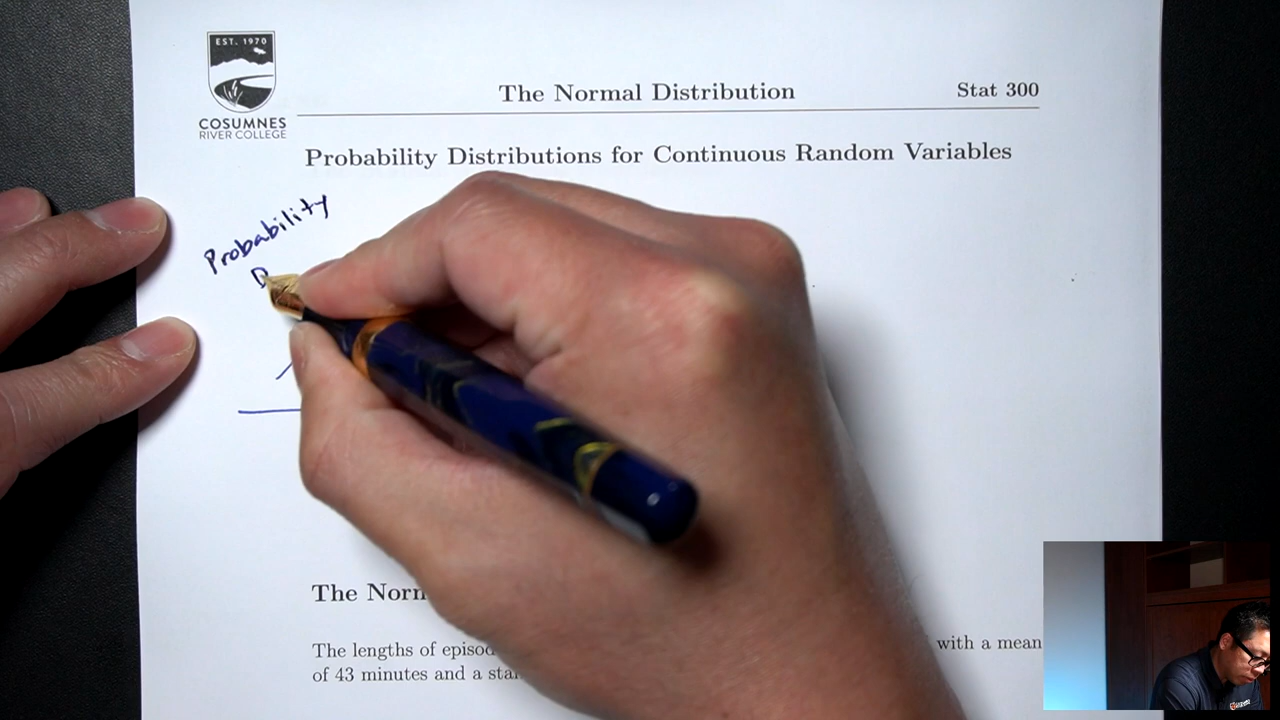 EST. 1970
COSUMNES
RIVER COLLEGE
The Normal Distribution
Stat 300
Probability Distributions for Continuous Random Variables
Probability
D
The Norm
The lengths of episod
with a mean
of 43 minutes and a sta